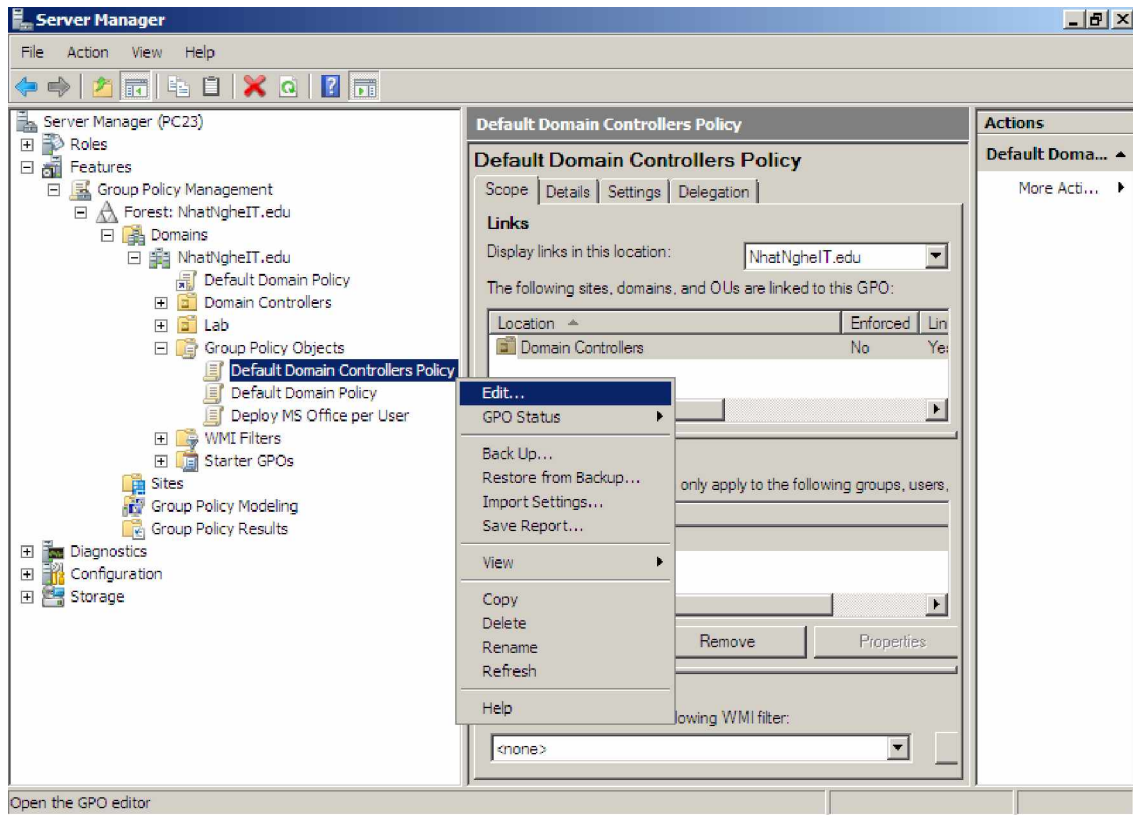 Server Manager
File Action View Help
Server Manager (PC23)
Roles
Features
Group Policy Management
Forest: NhatNgheIT.edu
Domains
NhatNgheIT.edu
Default Domain Policy
Domain Controllers
Lab
Group Policy Objects
Default Domain Controllers Policy
Default Domain Policy
Deploy MS Office per User
WMI Filters
Starter GPOs
Sites
Group Policy Modeling
Group Policy Results
Diagnostics
Configuration
Storage
Default Domain Controllers Policy
Default Domain Controllers Policy
Scope Details Settings Delegation
Links
Display links in this location: NhatNgheIT.edu
The following sites, domains, and OUs are linked to this GPO:
Location Enforced Lin
Domain Controllers No Yes
Edit...
GPO Status
Back Up...
Restore from Backup...
Import Settings...
Save Report...
View
Copy
Delete
Rename
Refresh
Help
only apply to the following groups, users,
Remove Properties
lowing WMI filter:
<none>
Actions
Default Doma...
More Acti...
Open the GPO editor